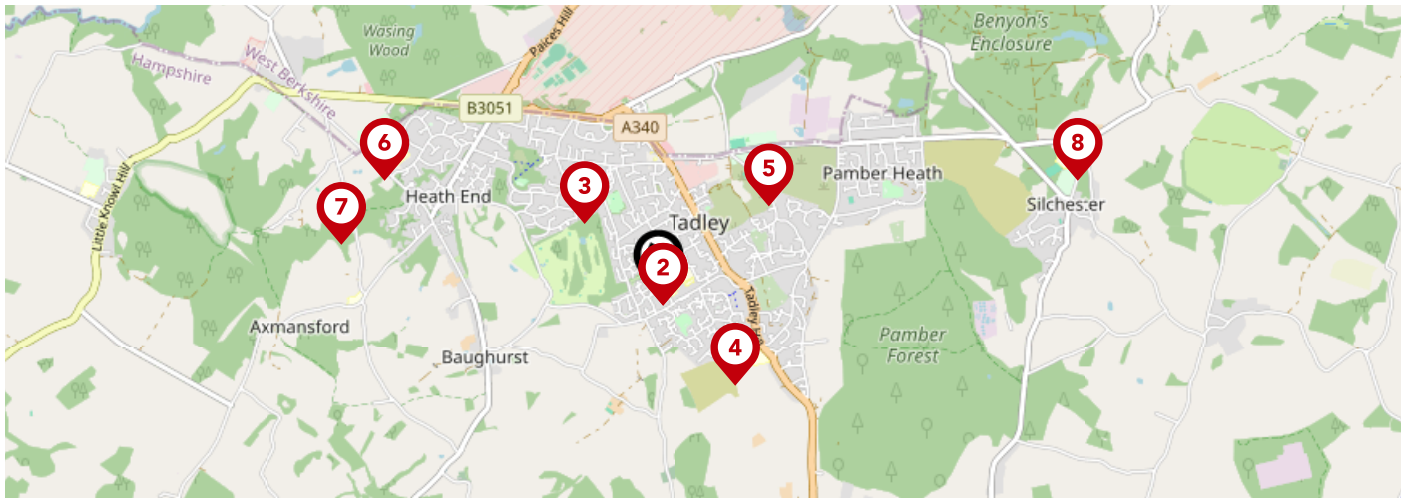 Benyon's
Enclosure
Paices Hill
Wasing
Wood
West Berkshire
Hampshire
B3051
A340
6
8
3
5
Pamber Heath
Little Knowl Hill
7
Heath End
Silchester
Tadley
2
Axmansford
4
Pamber
Forest
Baughurst